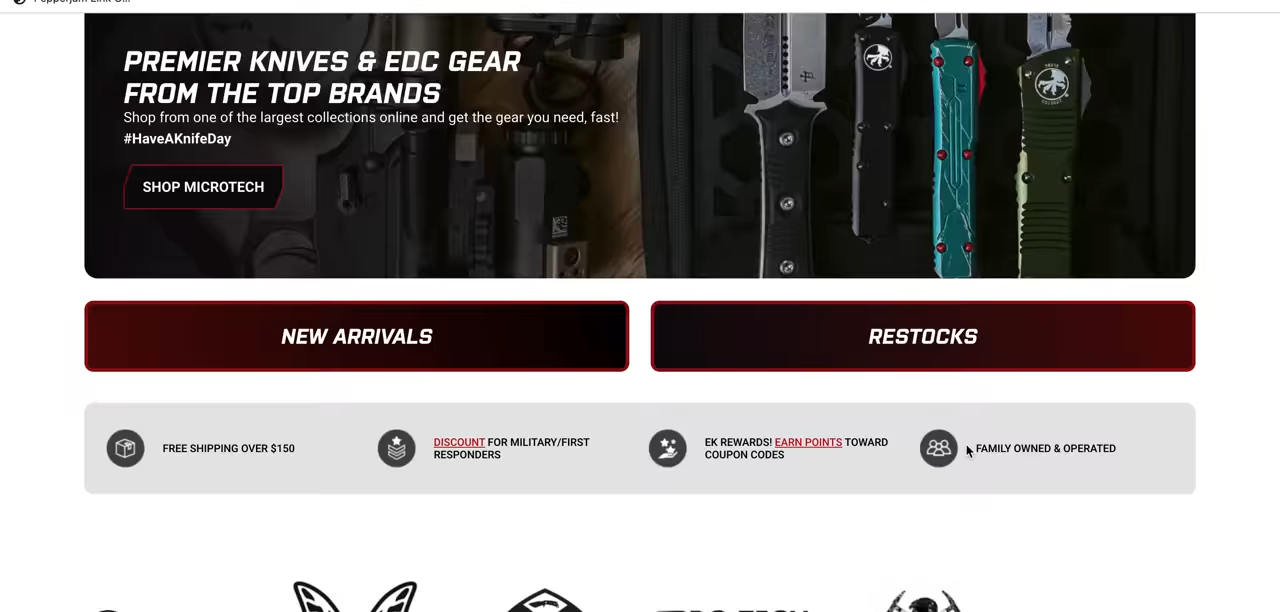 PREMIER KNIVES & EDC GEAR
FROM THE TOP BRANDS
Shop from one of the largest collections online and get the gear you need, fast!
#HaveAKnifeDay
SHOP MICROTECH
NEW ARRIVALS
RESTOCKS
FREE SHIPPING OVER $150
DISCOUNT FOR MILITARY/FIRST
RESPONDERS
EK REWARDS! EARN POINTS TOWARD
COUPON CODES
FAMILY OWNED & OPERATED